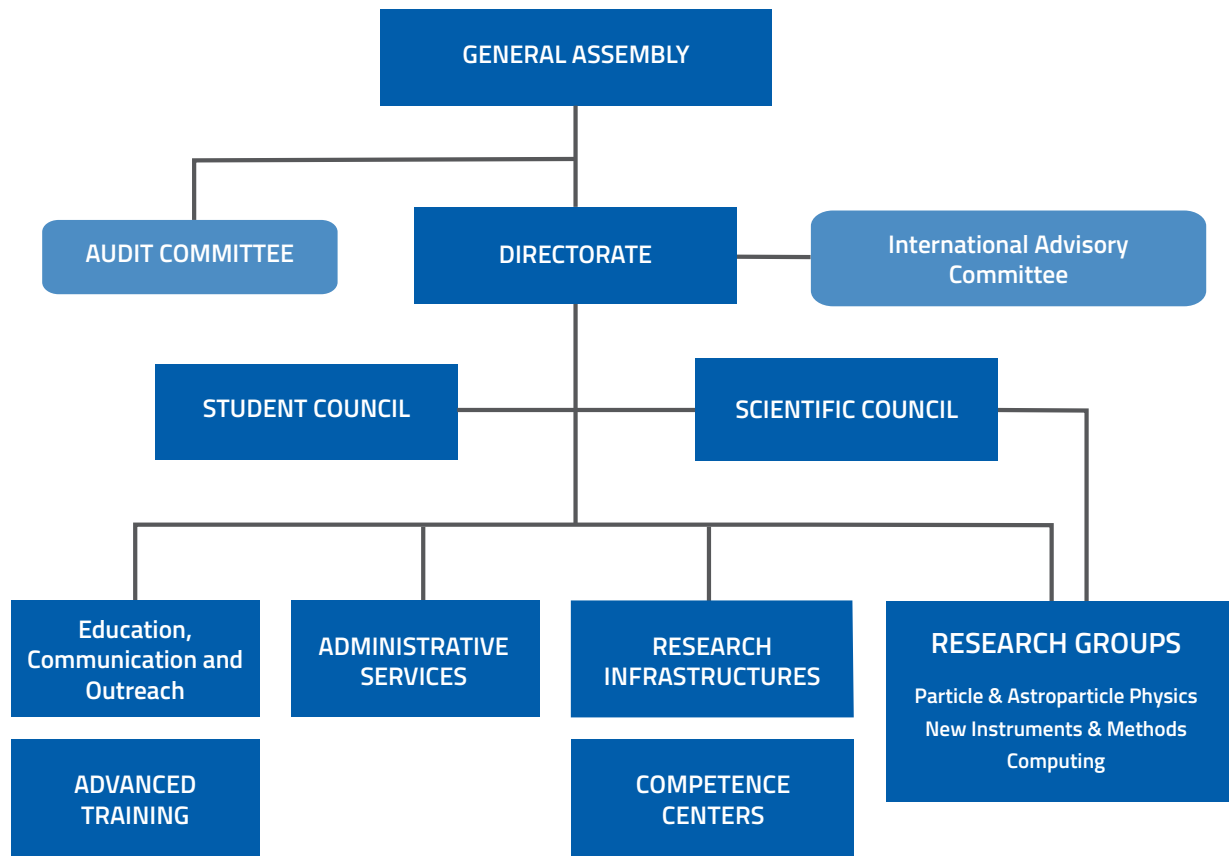 GENERAL ASSEMBLY
AUDIT COMMITTEE
DIRECTORATE
International Advisory
Committee
STUDENT COUNCIL
SCIENTIFIC COUNCIL
Education,
Communication and
Outreach
ADMINISTRATIVE
SERVICES
RESEARCH
INFRASTRUCTURES
RESEARCH GROUPS
Particle & Astroparticle Physics
New Instruments & Methods
Computing
ADVANCED
TRAINING
COMPETENCE
CENTERS